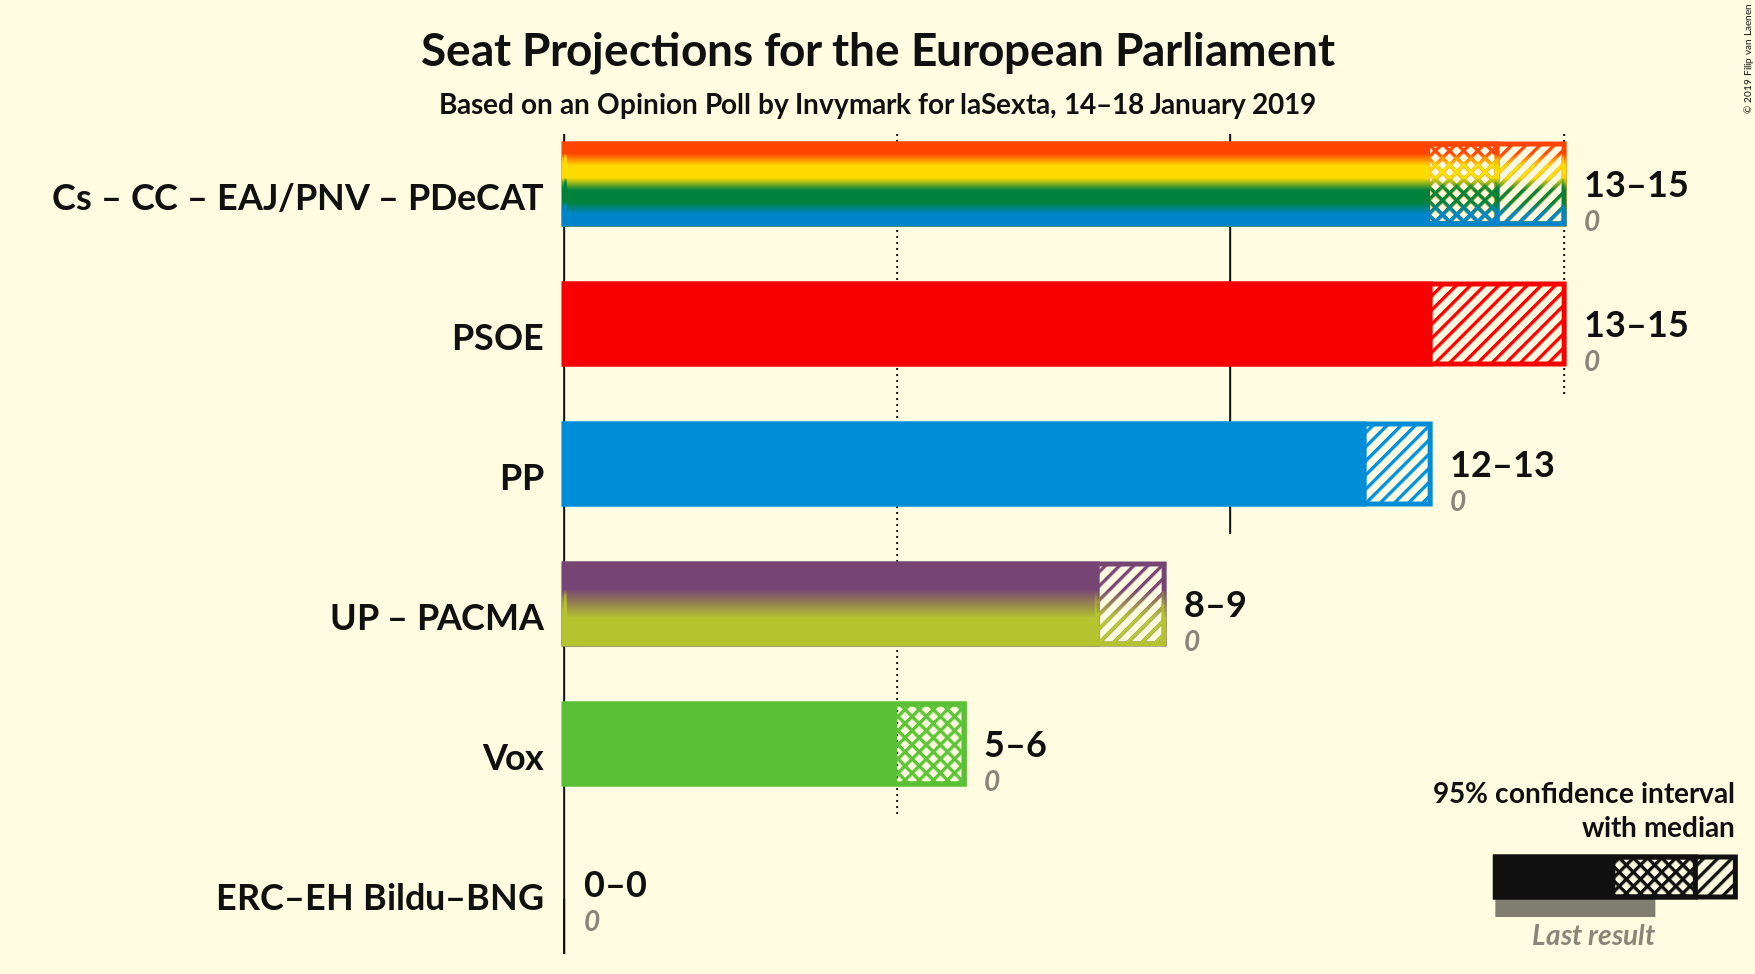 Seat Projections for the European Parliament
Based on an Opinion Poll by Invymark for laSexta, 14–18 January 2019
© 2019 Filip van Laenen
Cs – CC – EAJ/PNV – PDeCAT
13–15
0
PSOE
13–15
0
PP
12–13
0
UP – PACMA
8–9
0
Vox
5–6
0
ERC–EH Bildu–BNG
0–0
0
95% confidence interval
with median
Last result